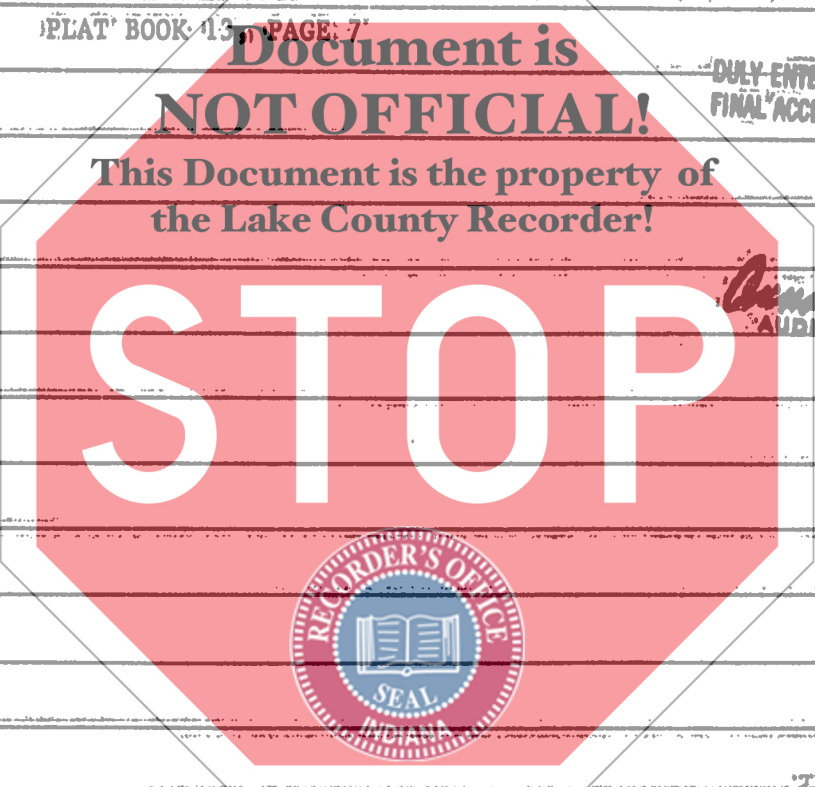 PLAT BOOK 13, PAGE 7
Document is
NOT OFFICIAL!
DULY ENTE
FINAL ACC
This Document is the property of
the Lake County Recorder!
STOP
RECORDER'S OFFICE
SEAL
INDIANA